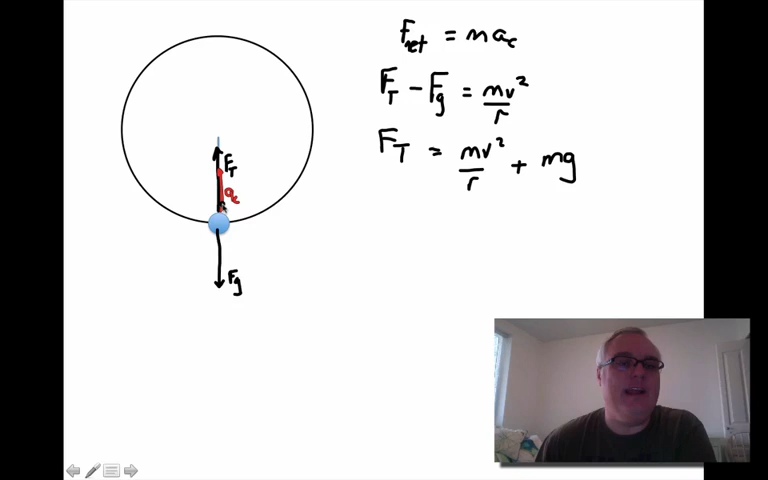 F_net = ma_c
F_T - F_g = mv²/r
F_T = mv²/r + mg
F_T
a_c
F_g